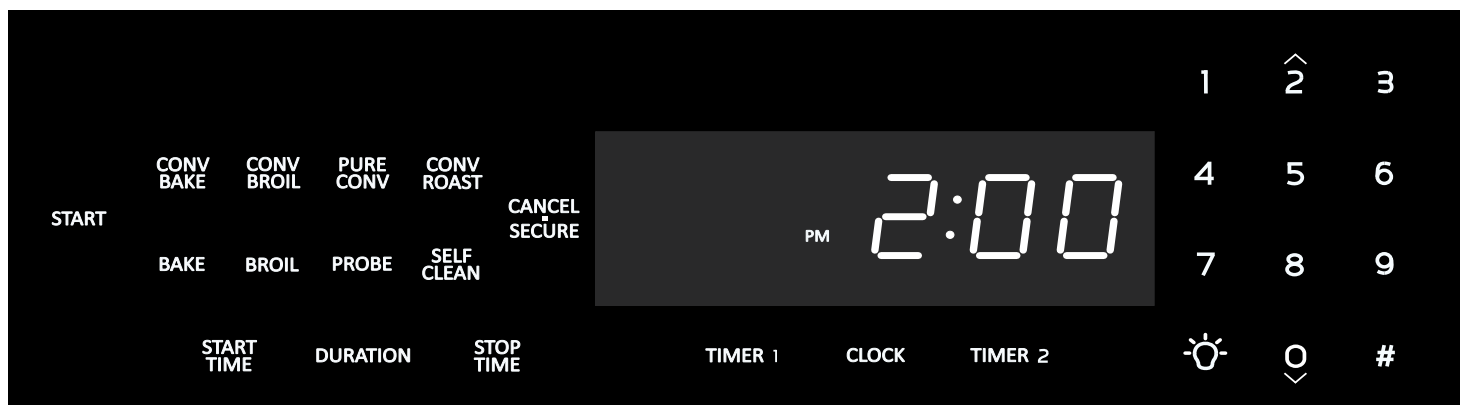 START
CONV
BAKE
CONV
BROIL
PURE
CONV
CONV
ROAST
BAKE
BROIL
PROBE
SELF
CLEAN
CANCEL
SECURE
START
TIME
DURATION
STOP
TIME
PM 2:00
TIMER 1
CLOCK
TIMER 2
1 2 3
4 5 6
7 8 9
0 #